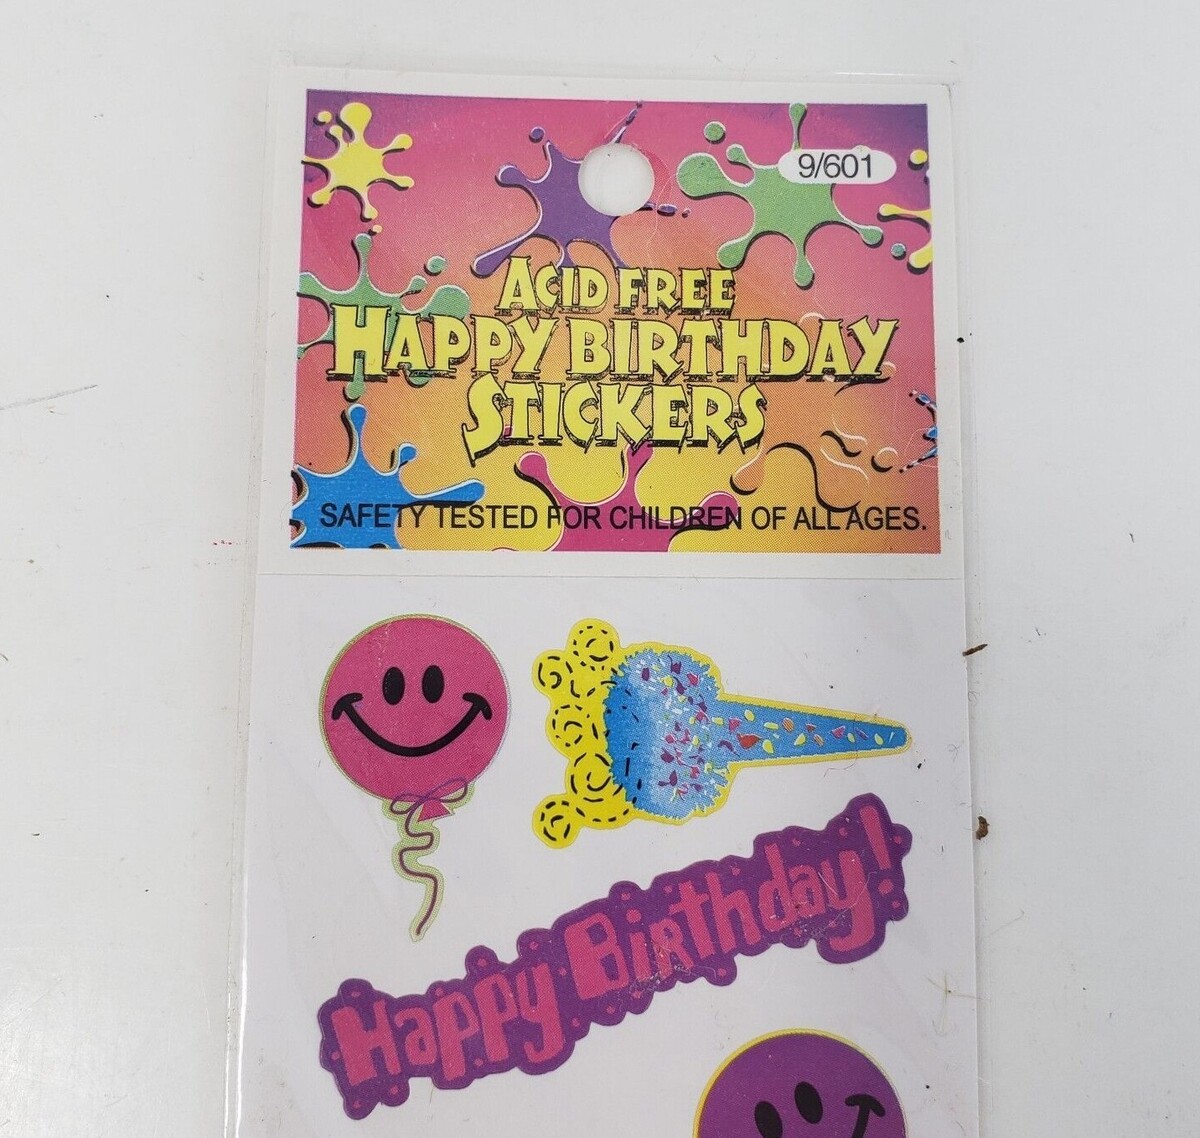 9/601
ACID FREE
HAPPY BIRTHDAY
STICKERS
SAFETY TESTED FOR CHILDREN OF ALL AGES.
Happy Birthday!